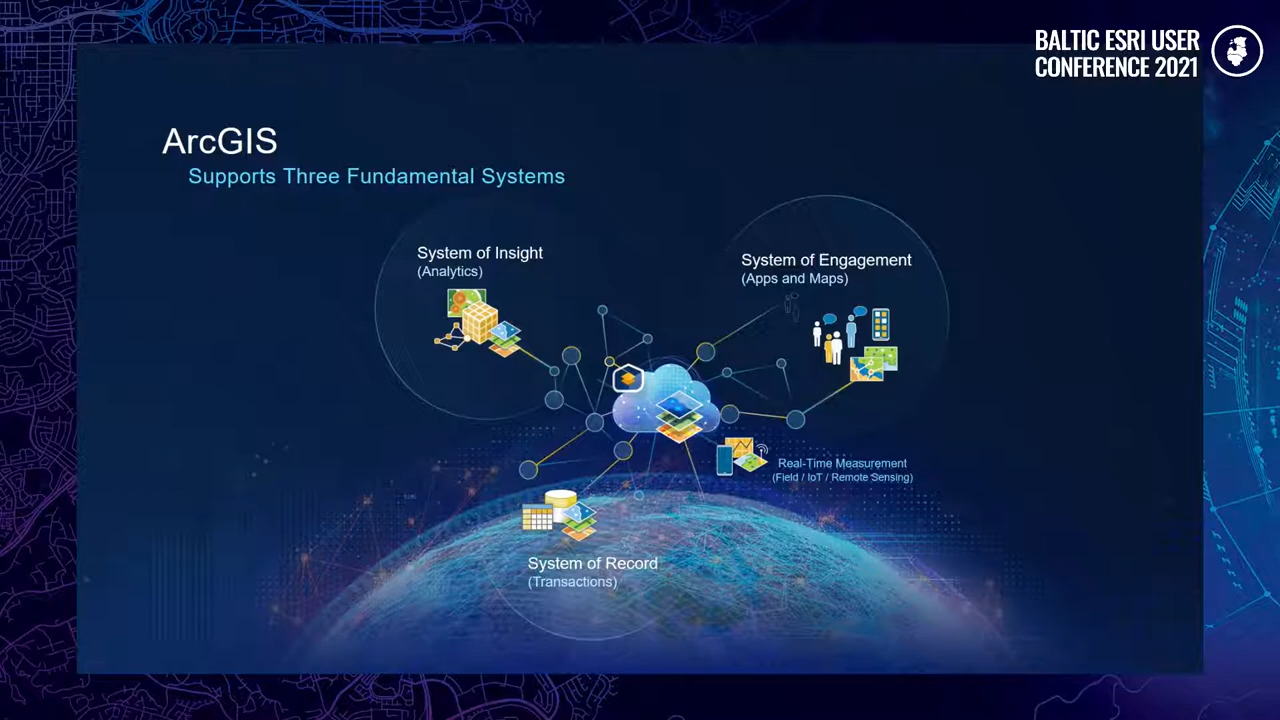 BALTIC ESRI USER
CONFERENCE 2021
ArcGIS
Supports Three Fundamental Systems
System of Insight
(Analytics)
System of Engagement
(Apps and Maps)
Real-Time Measurement
(Field / IoT / Remote Sensing)
System of Record
(Transactions)